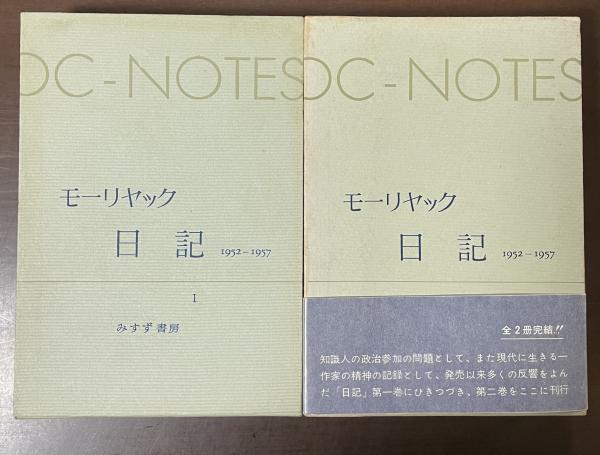 OC-NOTES
モーリヤック
日記 1952–1957
I
みすず書房
OC-NOTES
モーリヤック
日記 1952–1957
全2冊完結!!
知識人の政治参加の問題として、また現代に生きる一
作家の精神の記録として、発売以来多くの反響をよん
だ「日記」第一巻にひきつづき、第二巻をここに刊行